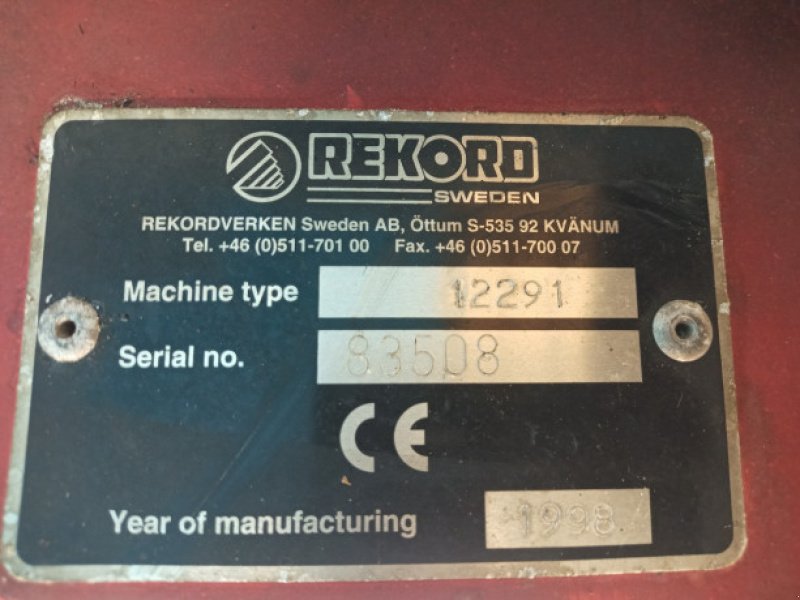 REKORD
SWEDEN
REKORDVERKEN Sweden AB, Öttum S-535 92 KVÄNUM
Tel. +46 (0)511-701 00 Fax. +46 (0)511-700 07
Machine type 12291
Serial no. 83508
CE
Year of manufacturing 1998